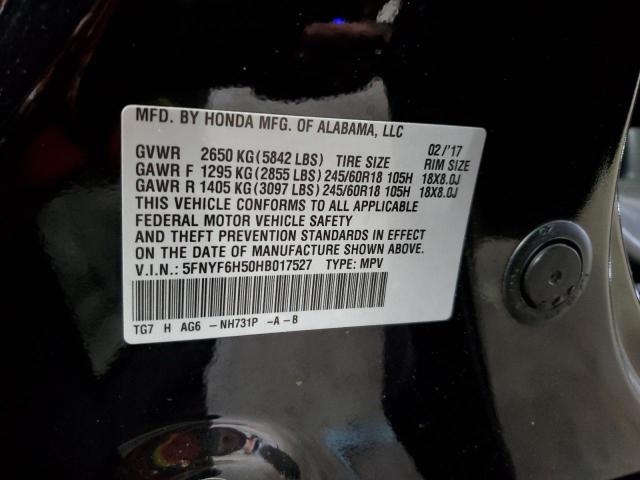 MFD. BY HONDA MFG. OF ALABAMA, LLC
02/'17
GVWR 2650 KG(5842 LBS) TIRE SIZE RIM SIZE
GAWR F 1295 KG(2855 LBS) 245/60R18 105H 18X8.0J
GAWR R 1405 KG(3097 LBS) 245/60R18 105H 18X8.0J
THIS VEHICLE CONFORMS TO ALL APPLICABLE
FEDERAL MOTOR VEHICLE SAFETY
AND THEFT PREVENTION STANDARDS IN EFFECT
ON THE DATE OF MANUFACTURE SHOWN ABOVE.
V.I.N.: 5FNYF6H50HB017527 TYPE: MPV
TG7 H AG6 -NH731P -A -B